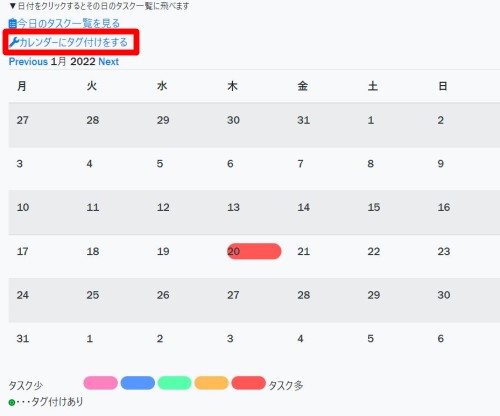 ▼日付をクリックするとその日のタスク一覧に飛べます
今日のタスク一覧を見る
カレンダーにタグ付けをする
Previous 1月 2022 Next
月 火 水 木 金 土 日
27 28 29 30 31 1 2
3 4 5 6 7 8 9
10 11 12 13 14 15 16
17 18 19 20 21 22 23
24 25 26 27 28 29 30
31 1 2 3 4 5 6
タスク少 タスク多
・・・タグ付けあり